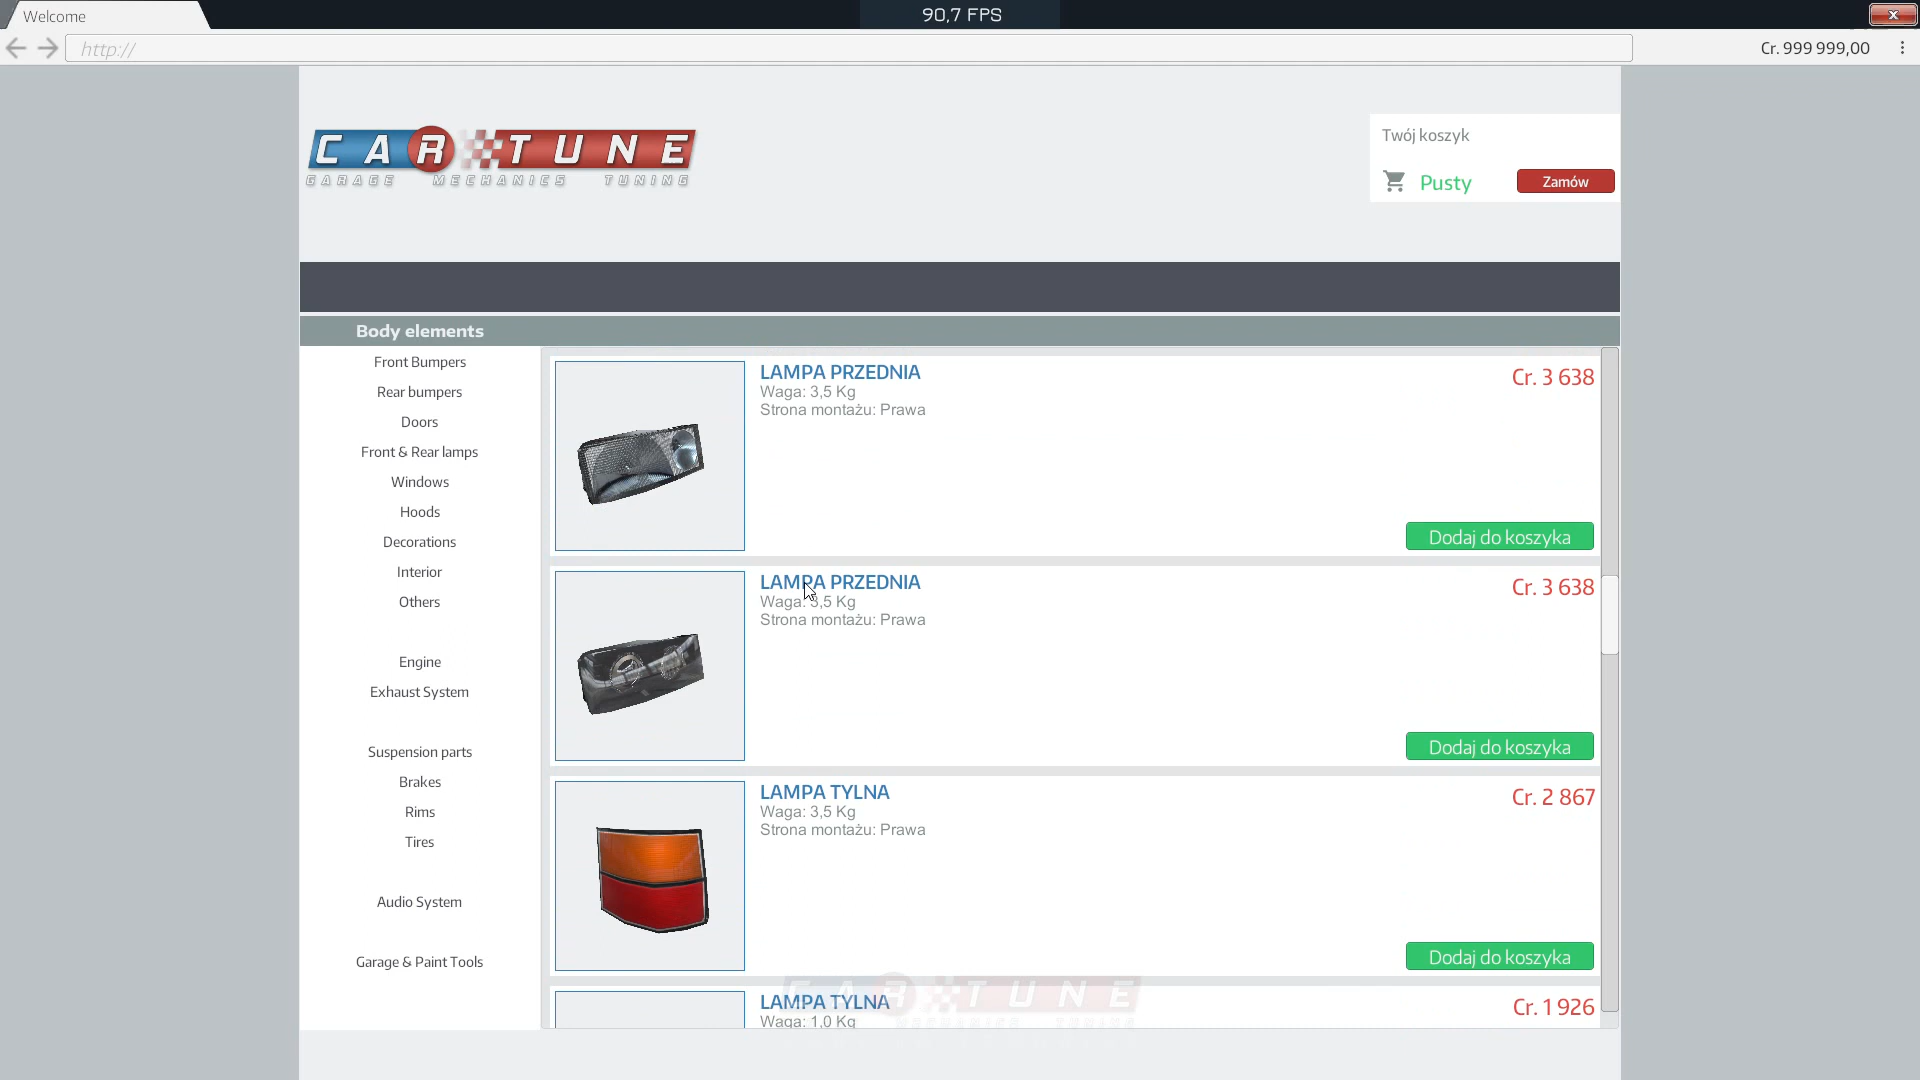 Welcome
90,7 FPS
x
http://
Cr. 999 999,00
CAR TUNE
GARAGE MECHANICS TUNING
Twój koszyk
Pusty
Zamów
Body elements
Front Bumpers
Rear bumpers
Doors
Front & Rear lamps
Windows
Hoods
Decorations
Interior
Others
Engine
Exhaust System
Suspension parts
Brakes
Rims
Tires
Audio System
Garage & Paint Tools
LAMPA PRZEDNIA
Cr. 3 638
Waga: 3,5 Kg
Strona montażu: Prawa
Dodaj do koszyka
LAMPA PRZEDNIA
Cr. 3 638
Waga: 3,5 Kg
Strona montażu: Prawa
Dodaj do koszyka
LAMPA TYLNA
Cr. 2 867
Waga: 3,5 Kg
Strona montażu: Prawa
Dodaj do koszyka
LAMPA TYLNA
Cr. 1 926
Waga: 1,0 Kg
CAR TUNE